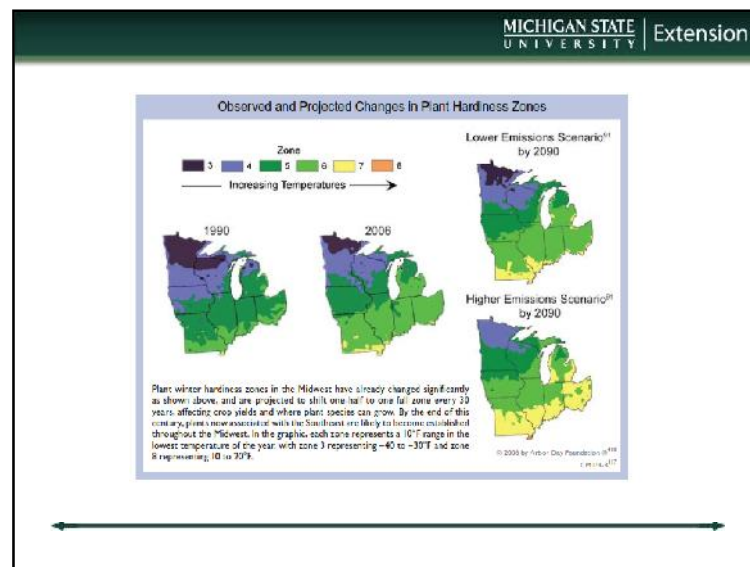 MICHIGAN STATE
UNIVERSITY
Extension
Observed and Projected Changes in Plant Hardiness Zones
Zone
3 4 5 6 7 8
Increasing Temperatures
1990
2006
Lower Emissions Scenario
by 2090
Higher Emissions Scenario
by 2090
Plant winter hardiness zones in the Midwest have already changed significantly
as shown above, and are projected to shift one-half to one full zone every 30
years, affecting crop yields and where plant species can grow. By the end of this
century, plants now associated with the Southeast are likely to become established
throughout the Midwest. In the graphic, each zone represents a 10°F range in the
lowest temperature of the year, with zone 3 representing –40 to –30°F and zone
8 representing 10 to 20°F.
by Arbor Day Foundation